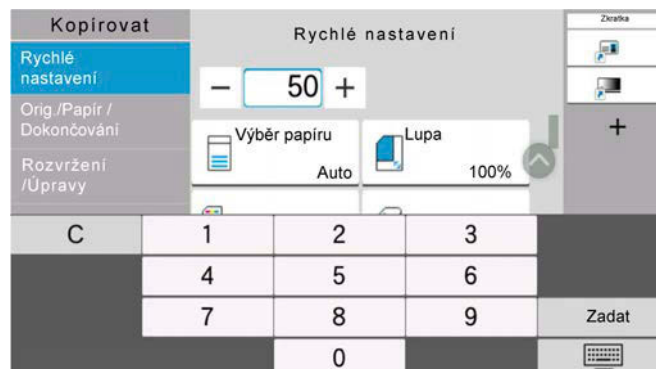 Kopírovat
Rychlé
nastavení
Orig./Papír /
Dokončování
Rozvržení
/Úpravy
Rychlé nastavení
− 50 +
Výběr papíru
Auto
Lupa
100%
Zkratka
+
C
1 2 3
4 5 6
7 8 9
0
Zadat